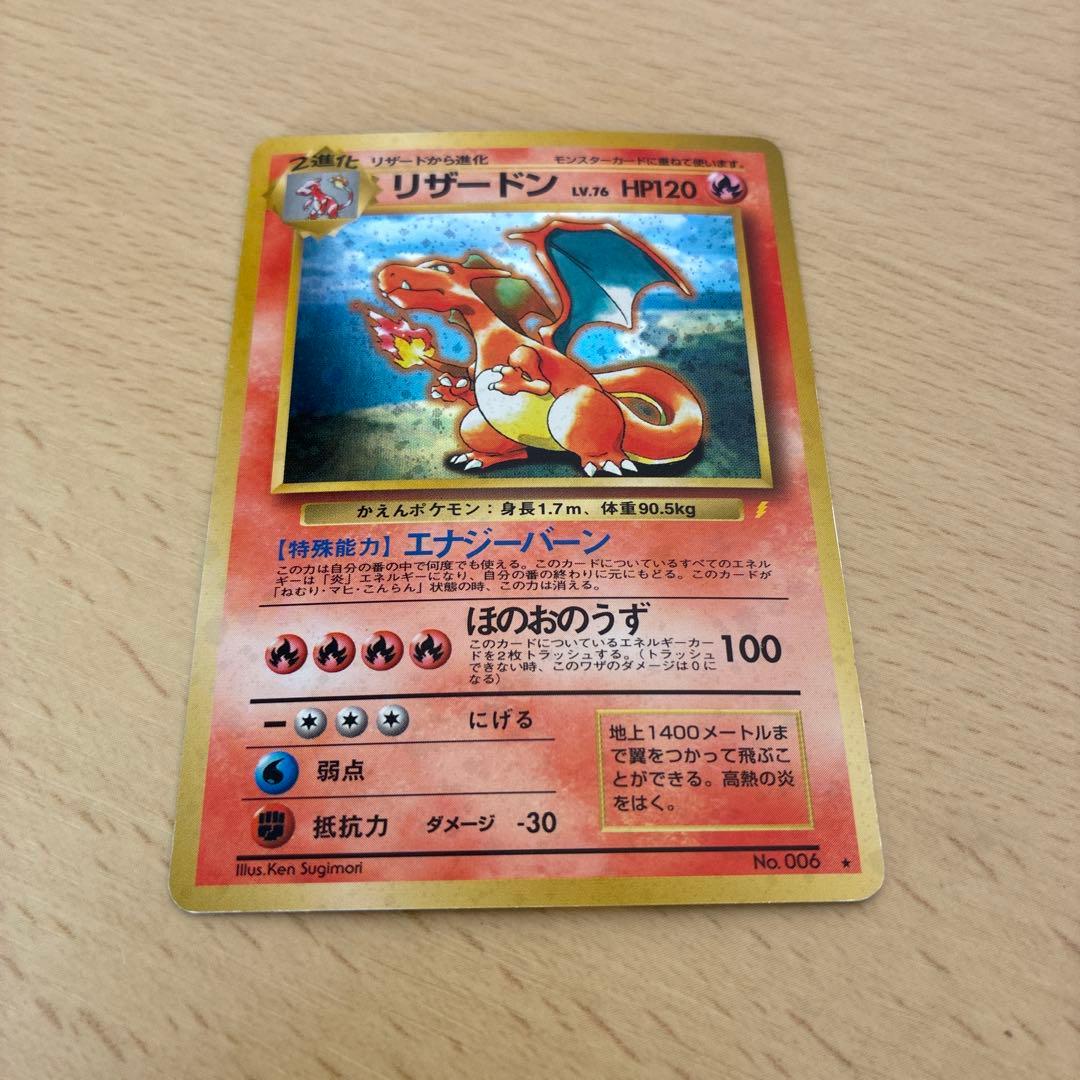 2進化 リザードから進化 モンスターカードに重ねて使います。
リザードン LV.76 HP120
かえんポケモン：身長1.7m、体重90.5kg
【特殊能力】エナジーバーン
この力は自分の番の中で何度でも使える。このカードについているすべてのエネル
ギーは「炎」エネルギーになり、自分の番の終わりに元にもどる。このカードが
「ねむり・マヒ・こんらん」状態の時、この力は消える。
ほのおのうず
このカードについているエネルギーカー
ドを2枚トラッシュする。（トラッシュ
できない時、このワザのダメージは0に
なる）
100
にげる
弱点
抵抗力 ダメージ -30
地上1400メートルま
で翼をつかって飛ぶこ
とができる。高熱の炎
をはく。
Illus.Ken Sugimori
No. 006 ★